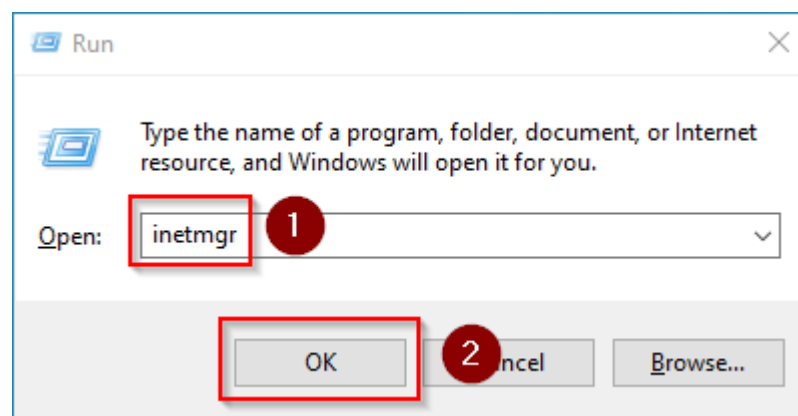 Run
Type the name of a program, folder, document, or Internet
resource, and Windows will open it for you.
Open: inetmgr 1
OK 2 ncel Browse...